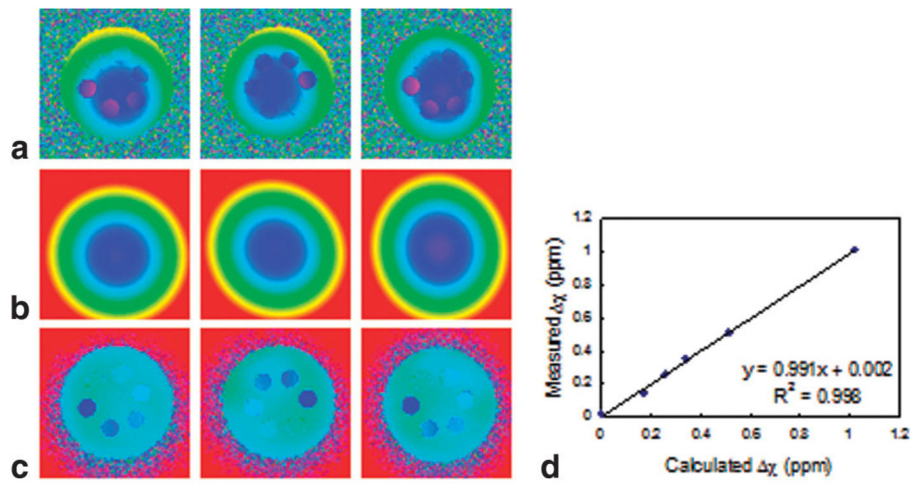 a
b
c
d
Measured Δχ (ppm)
1.2
1
0.8
0.6
0.4
0.2
0
y = 0.991x + 0.002
R² = 0.998
0 0.2 0.4 0.6 0.8 1 1.2
Calculated Δχ (ppm)